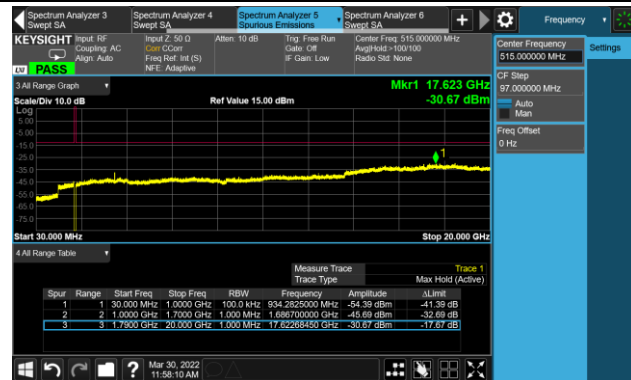 Spectrum Analyzer 3
Swept SA
Spectrum Analyzer 4
Swept SA
Spectrum Analyzer 5
Spurious Emissions
Spectrum Analyzer 6
Swept SA
+
Frequency
KEYSIGHT
Input: RF
Coupling: AC
Align: Auto
Input Z: 50 Ω
Corr CCorr
Freq Ref: Int (S)
NFE: Adaptive
Atten: 10 dB
Trig: Free Run
Gate: Off
IF Gain: Low
Center Freq: 515.000000 MHz
Avg|Hold:>100/100
Radio Std: None
LXI
PASS
Center Frequency
515.000000 MHz
Settings
CF Step
97.000000 MHz
Auto
Man
Freq Offset
0 Hz
3 All Range Graph
Mkr1 17.623 GHz
-30.67 dBm
Scale/Div 10.0 dB
Ref Value 15.00 dBm
Log
5.00
-5.00
-15.0
-25.0
-35.0
-45.0
-55.0
-65.0
-75.0
1
Start 30.000 MHz
Stop 20.000 GHz
4 All Range Table
Measure Trace
Trace 1
Trace Type
Max Hold (Active)
Spur Range Start Freq Stop Freq RBW Frequency Amplitude ΔLimit
1 1 30.000 MHz 1.0000 GHz 100.0 kHz 934.2825000 MHz -54.39 dBm -41.39 dB
2 2 1.0000 GHz 1.7000 GHz 1.000 MHz 1.686700000 GHz -45.69 dBm -32.69 dB
3 3 1.7900 GHz 20.000 GHz 1.000 MHz 17.62268450 GHz -30.67 dBm -17.67 dB
?
Mar 30, 2022
11:58:10 AM